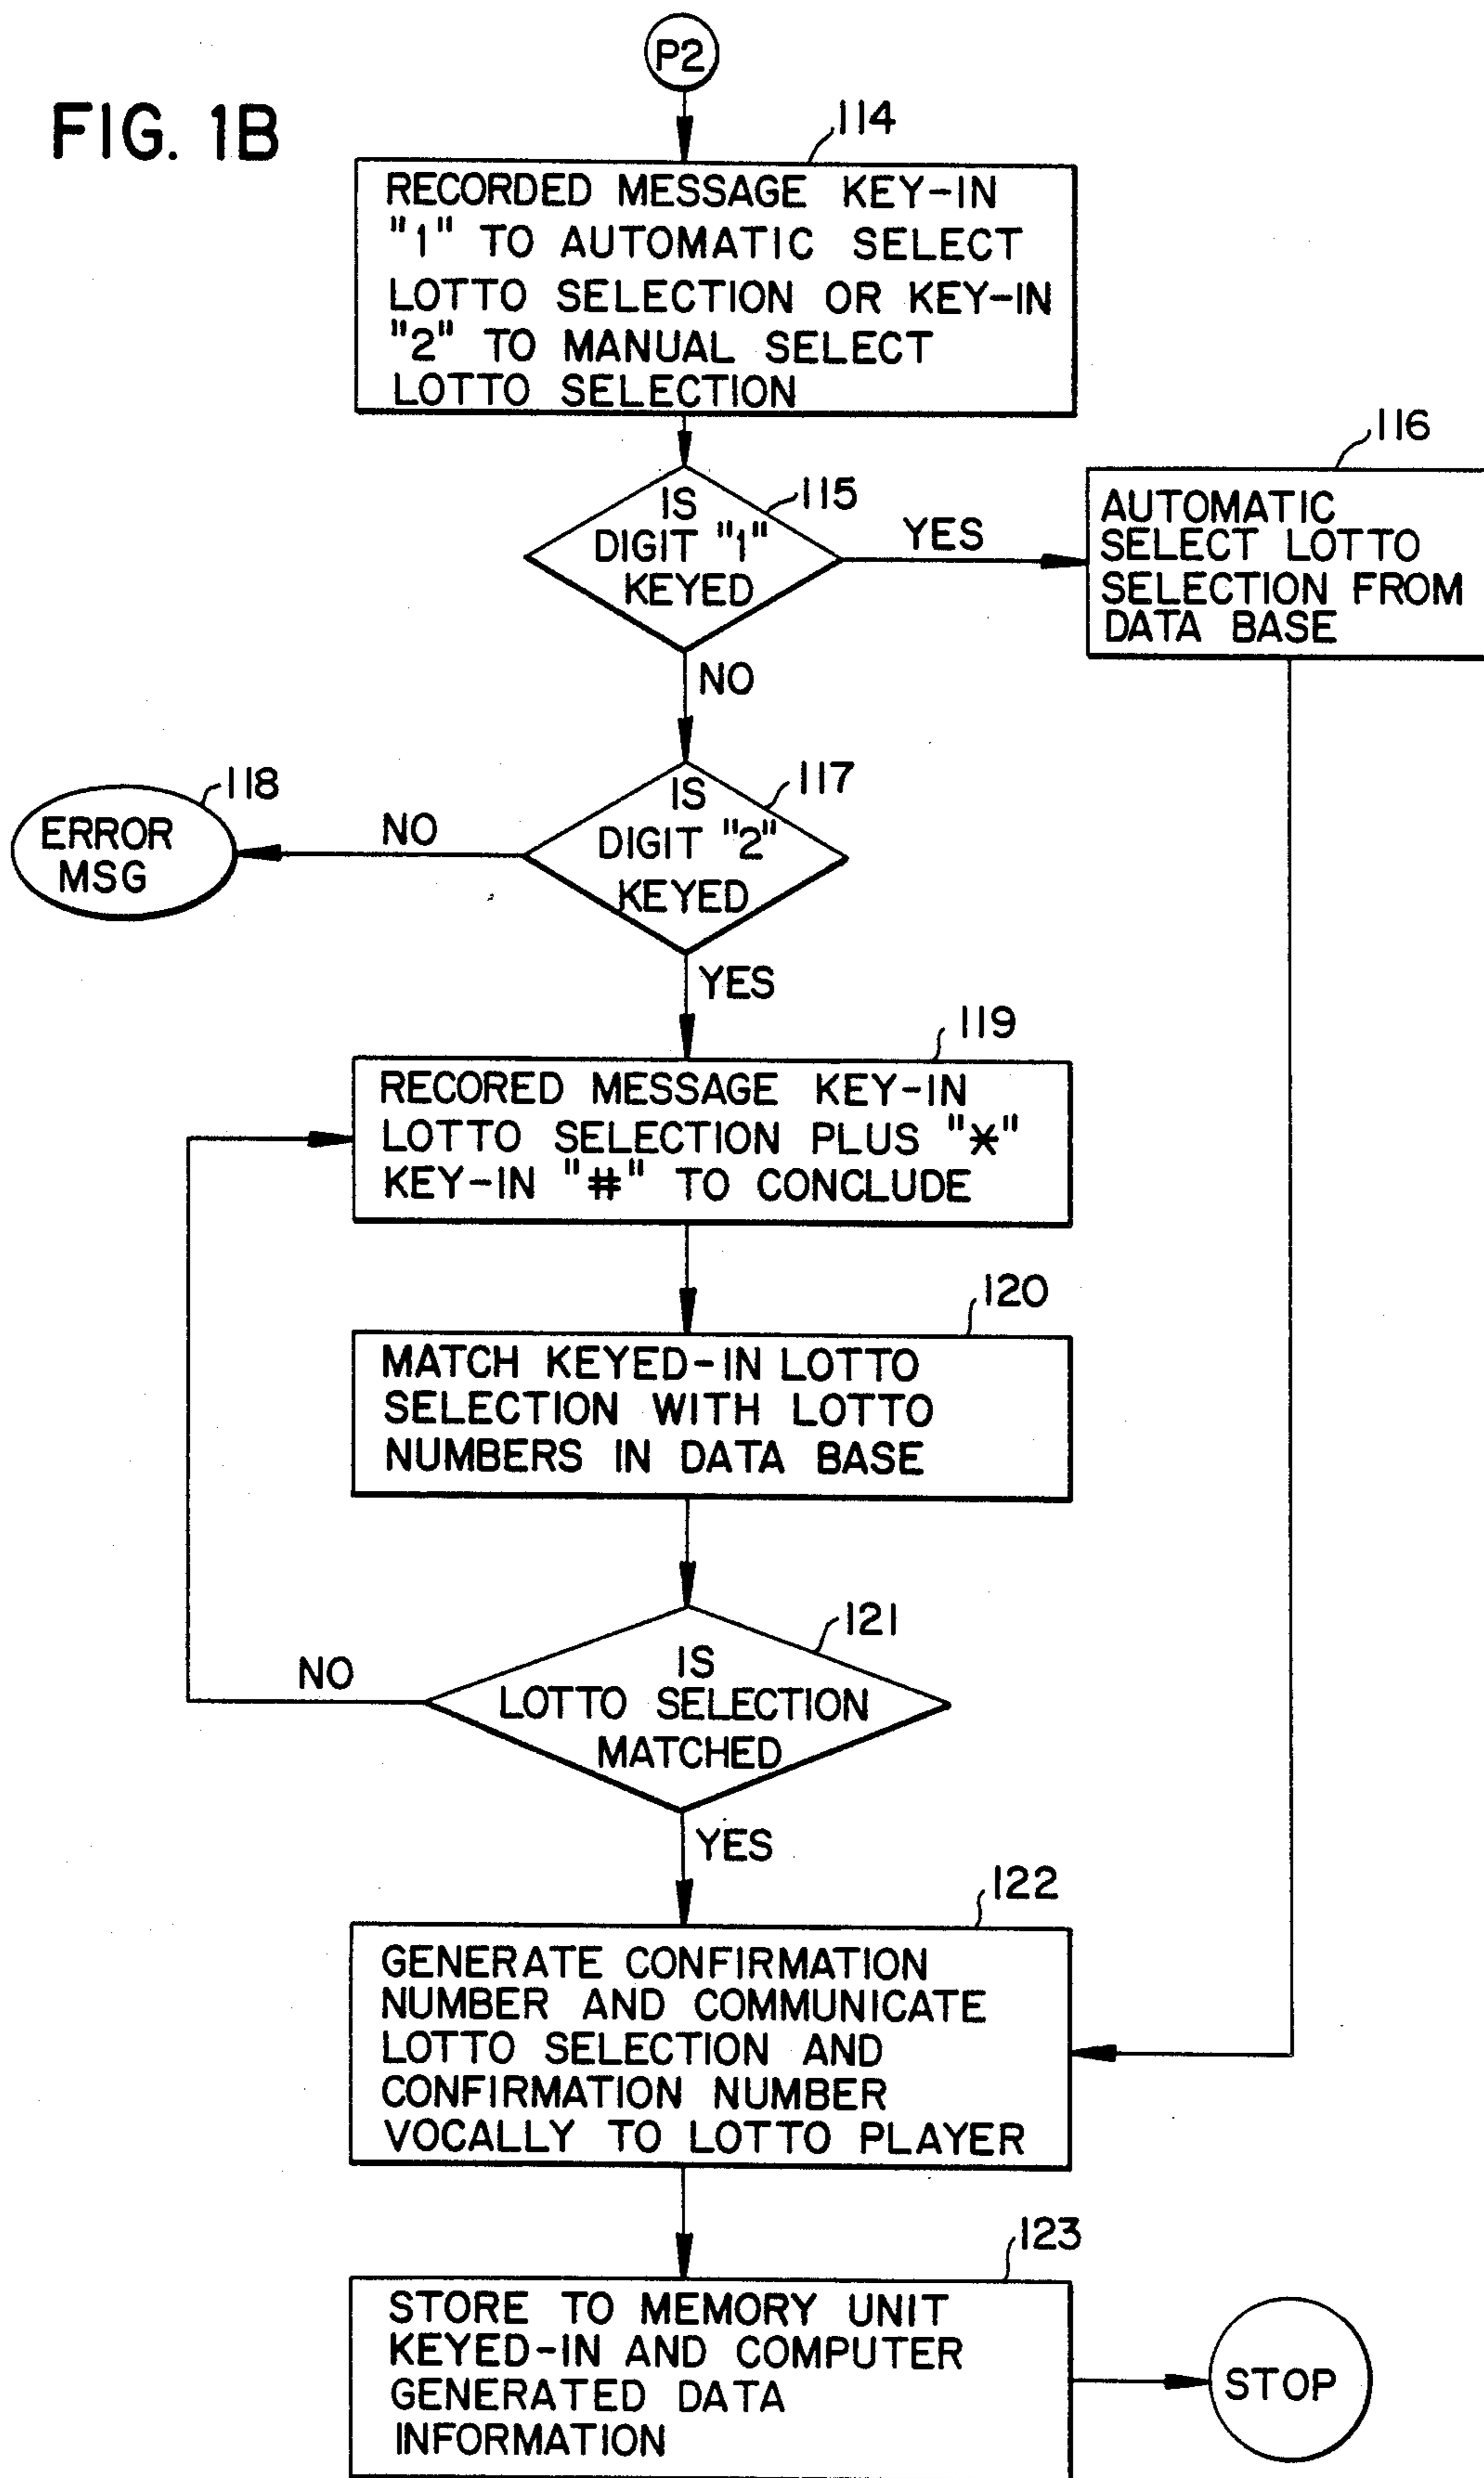 P2
FIG. 1B
114
RECORDED MESSAGE KEY-IN
"1" TO AUTOMATIC SELECT
LOTTO SELECTION OR KEY-IN
"2" TO MANUAL SELECT
LOTTO SELECTION
116
115
IS
DIGIT "1"
KEYED
YES
AUTOMATIC
SELECT LOTTO
SELECTION FROM
DATA BASE
NO
118
117
ERROR
MSG
NO
IS
DIGIT "2"
KEYED
YES
119
RECORED MESSAGE KEY-IN
LOTTO SELECTION PLUS "*"
KEY-IN "#" TO CONCLUDE
120
MATCH KEYED-IN LOTTO
SELECTION WITH LOTTO
NUMBERS IN DATA BASE
121
NO
IS
LOTTO SELECTION
MATCHED
YES
122
GENERATE CONFIRMATION
NUMBER AND COMMUNICATE
LOTTO SELECTION AND
CONFIRMATION NUMBER
VOCALLY TO LOTTO PLAYER
123
STORE TO MEMORY UNIT
KEYED-IN AND COMPUTER
GENERATED DATA
INFORMATION
STOP